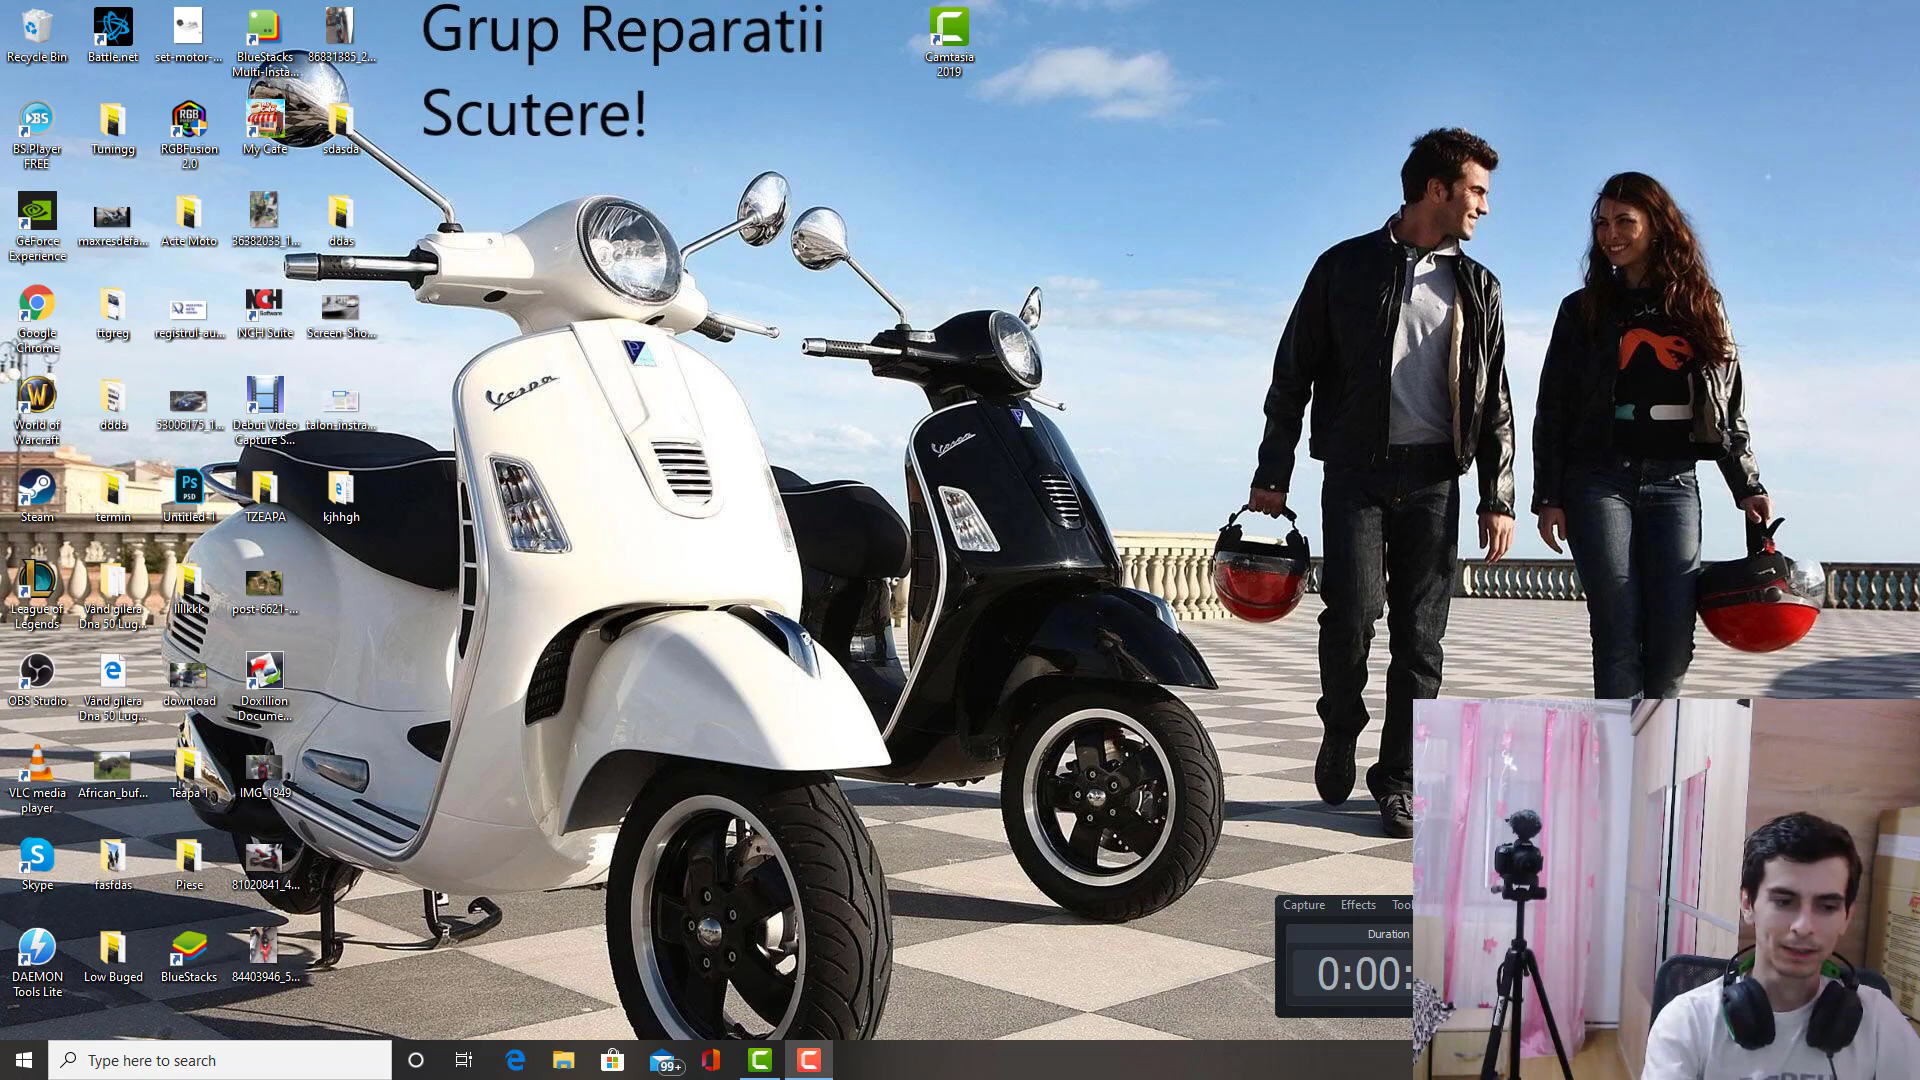 Grup Reparatii
Scutere!
Camtasia
2019
Recycle Bin
Battle.net
set-motor-...
BlueStacks
Multi-Insta...
86831385_2...
BS.Player
FREE
Tuningg
RGBFusion
2.0
My Cafe
sdasda
GeForce
Experience
maxresdefa...
Acte Moto
36382033_1...
ddas
Google
Chrome
ttgreg
registrul-au...
NCH Suite
Screen-Sho...
World of
Warcraft
ddda
53006175_1...
Debut Video
Capture S...
talon-instra...
Steam
termin
Untitled-1
TZEAPA
kjhhgh
League of
Legends
Vând gilera
Dna 50 Lug...
llllkkk
post-6621-...
OBS Studio
Vând gilera
Dna 50 Lug...
download
Doxillion
Docume...
VLC media
player
African_buf...
Teapa 1
IMG_1949
Skype
fasfdas
Piese
81020841_4...
DAEMON
Tools Lite
Low Buged
BlueStacks
84403946_5...
Vespa
Vespa
Capture Effects Tool
Duration
0:00:
Type here to search
99+